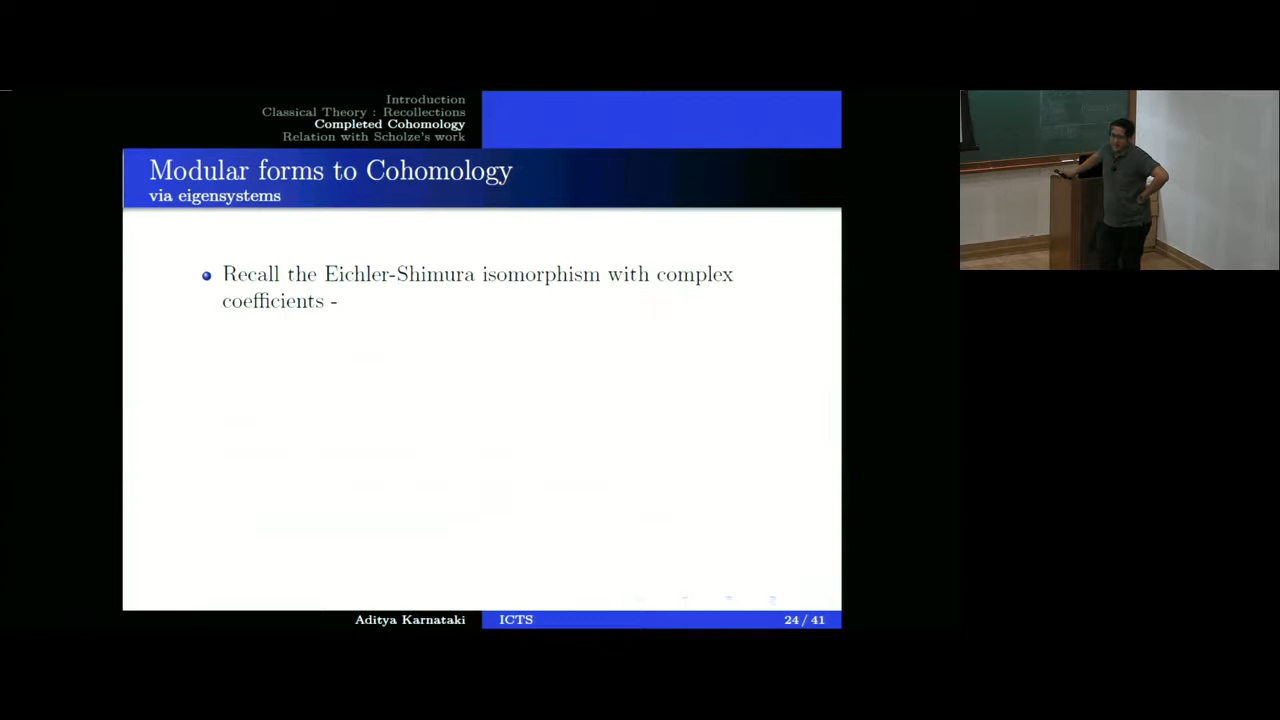 Introduction
Classical Theory : Recollections
Completed Cohomology
Relation with Scholze's work
Modular forms to Cohomology
via eigensystems
Recall the Eichler-Shimura isomorphism with complex
coefficients -
Aditya Karnataki
ICTS
24 / 41